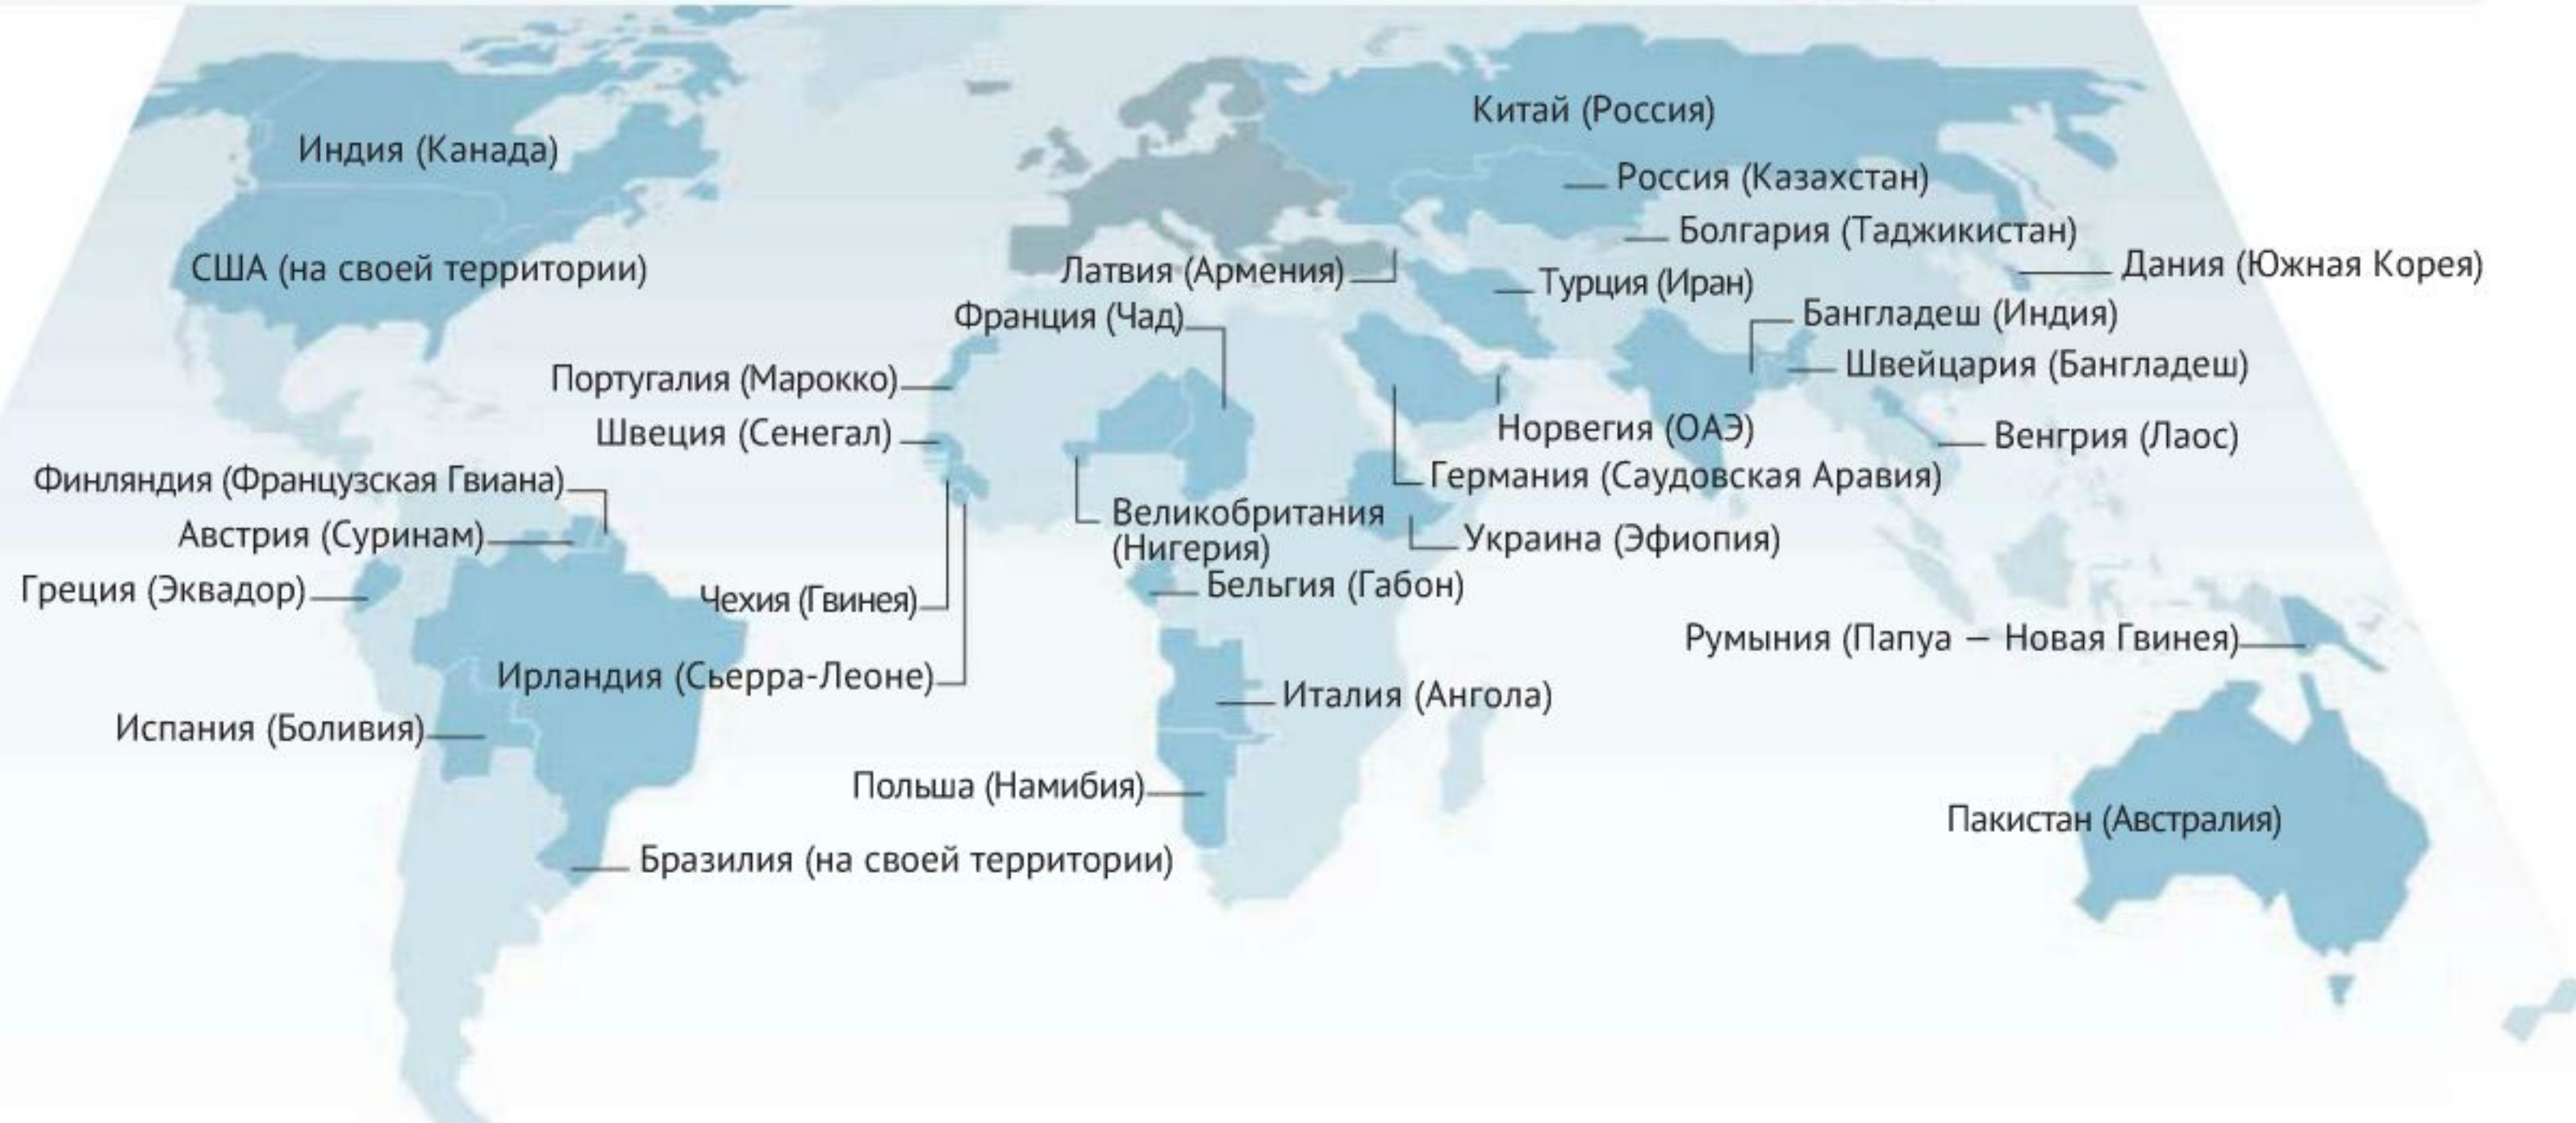 Китай (Россия)
Индия (Канада)
Россия (Казахстан)
Болгария (Таджикистан)
США (на своей территории)
Латвия (Армения)
Дания (Южная Корея)
Турция (Иран)
Франция (Чад)
Бангладеш (Индия)
Швейцария (Бангладеш)
Португалия (Марокко)
Швеция (Сенегал)
Норвегия (ОАЭ)
Венгрия (Лаос)
Финляндия (Французская Гвиана)
Германия (Саудовская Аравия)
Австрия (Суринам)
Великобритания
(Нигерия)
Украина (Эфиопия)
Греция (Эквадор)
Чехия (Гвинея)
Бельгия (Габон)
Румыния (Папуа — Новая Гвинея)
Ирландия (Сьерра-Леоне)
Италия (Ангола)
Испания (Боливия)
Польша (Намибия)
Пакистан (Австралия)
Бразилия (на своей территории)